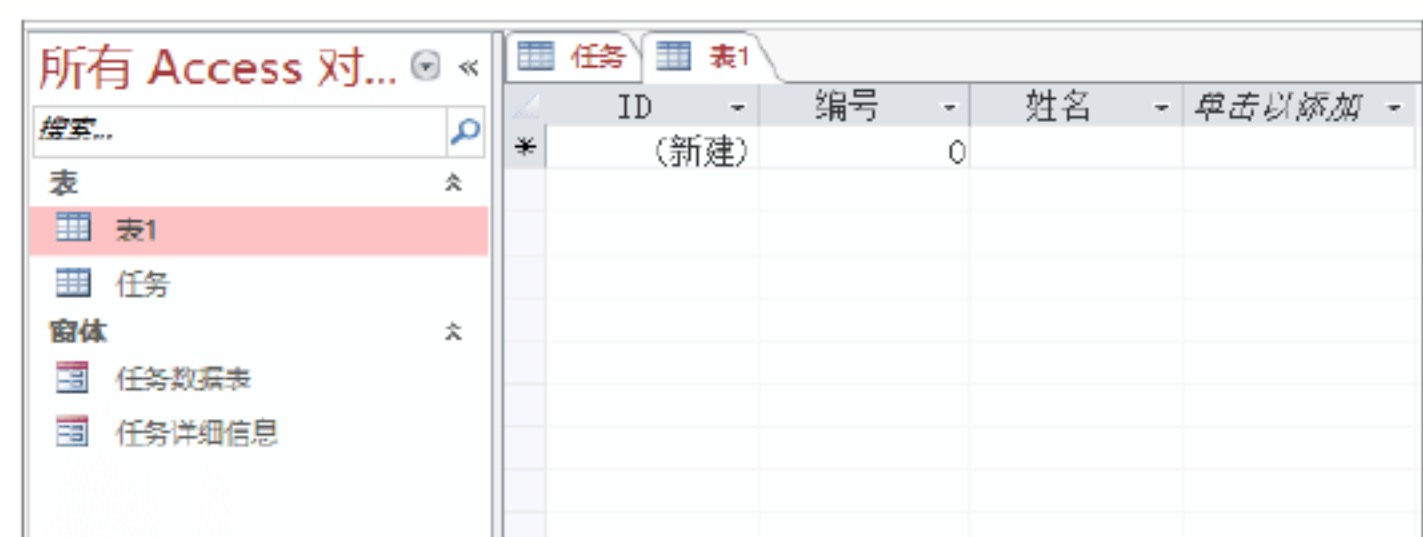 所有 Access 对... «
搜索...
表
表1
任务
窗体
任务数据表
任务详细信息
任务 表1
ID 编号 姓名 单击以添加
* (新建) 0